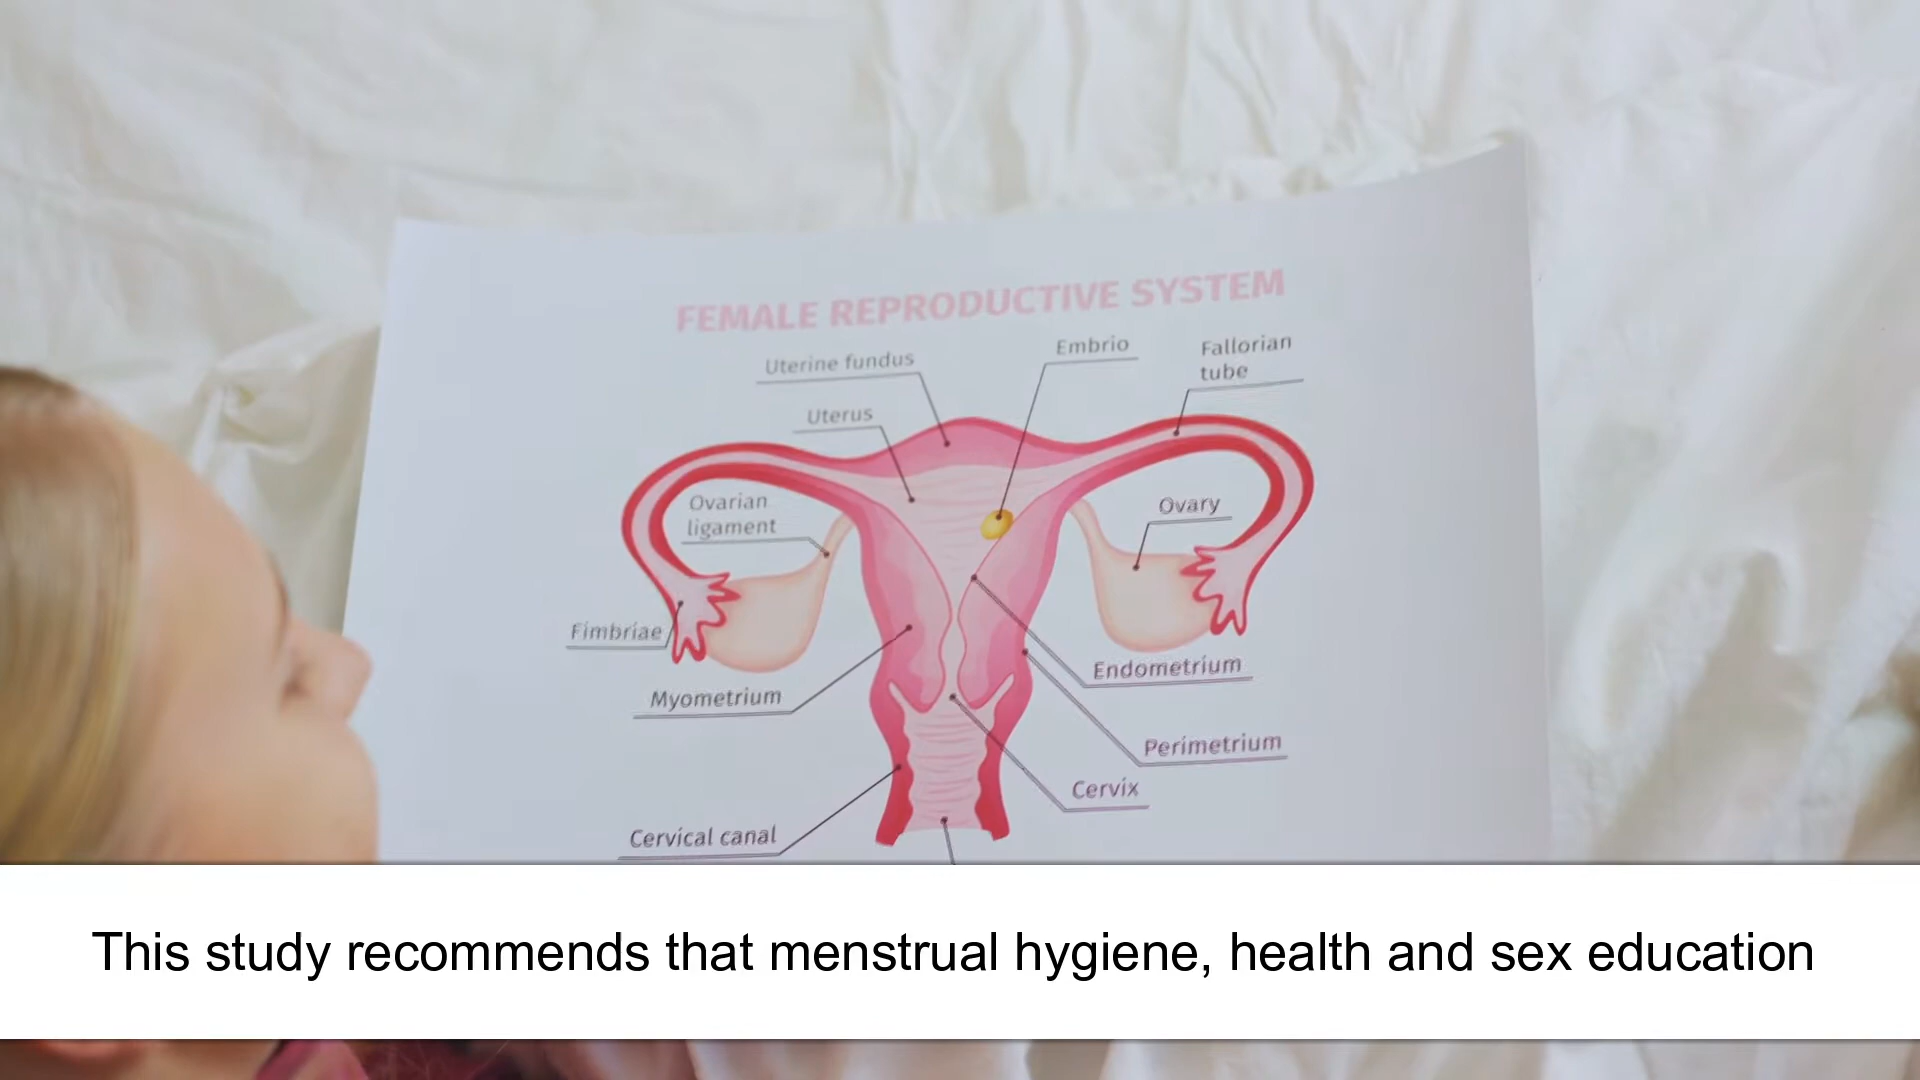 FEMALE REPRODUCTIVE SYSTEM
Uterine fundus
Embrio
Fallorian
tube
Uterus
Ovarian
ligament
Ovary
Fimbriae
Endometrium
Myometrium
Perimetrium
Cervix
Cervical canal
This study recommends that menstrual hygiene, health and sex education